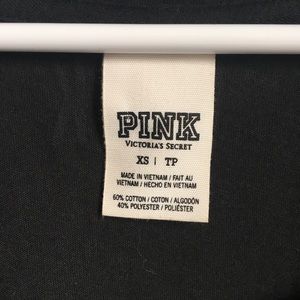 PINK
VICTORIA'S SECRET
XS | TP
MADE IN VIETNAM / FAIT AU
VIETNAM / HECHO EN VIETNAM
60% COTTON / COTON / ALGODÓN
40% POLYESTER / POLIÉSTER